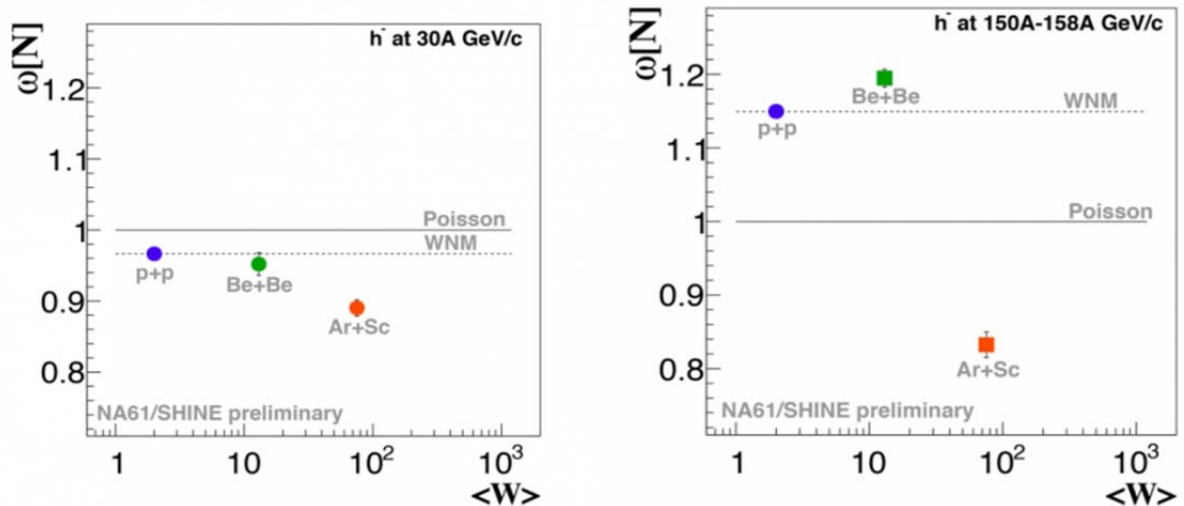 h⁻ at 30A GeV/c
ω[N]
1.2
1.1
1
0.9
0.8
Poisson
WNM
p+p
Be+Be
Ar+Sc
NA61/SHINE preliminary
1 10 10² 10³
<W>
h⁻ at 150A-158A GeV/c
ω[N]
1.2
1.1
1
0.9
0.8
Be+Be
WNM
p+p
Poisson
Ar+Sc
NA61/SHINE preliminary
1 10 10² 10³
<W>